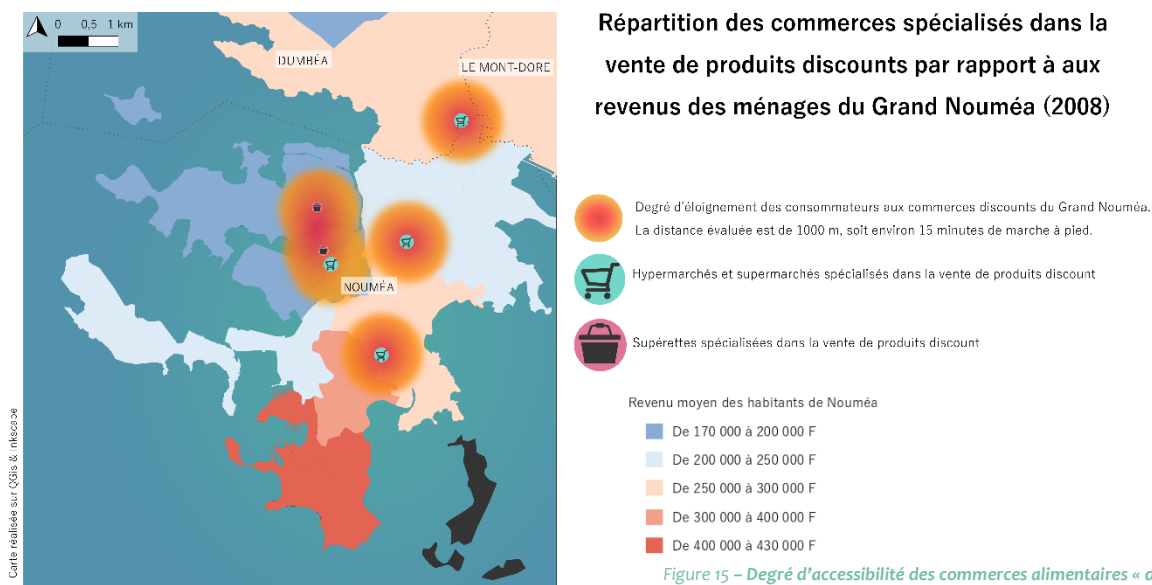 Répartition des commerces spécialisés dans la
vente de produits discounts par rapport à aux
revenus des ménages du Grand Nouméa (2008)
0 0,5 1 km
DUMBÉA
LE MONT-DORE
NOUMÉA
Carte réalisée sur QGis & Inkscape
Degré d'éloignement des consommateurs aux commerces discounts du Grand Nouméa.
La distance évaluée est de 1000 m, soit environ 15 minutes de marche à pied.
Hypermarchés et supermarchés spécialisés dans la vente de produits discount
Supérettes spécialisées dans la vente de produits discount
Revenu moyen des habitants de Nouméa
De 170 000 à 200 000 F
De 200 000 à 250 000 F
De 250 000 à 300 000 F
De 300 000 à 400 000 F
De 400 000 à 430 000 F
Figure 15 – Degré d'accessibilité des commerces alimentaires « d